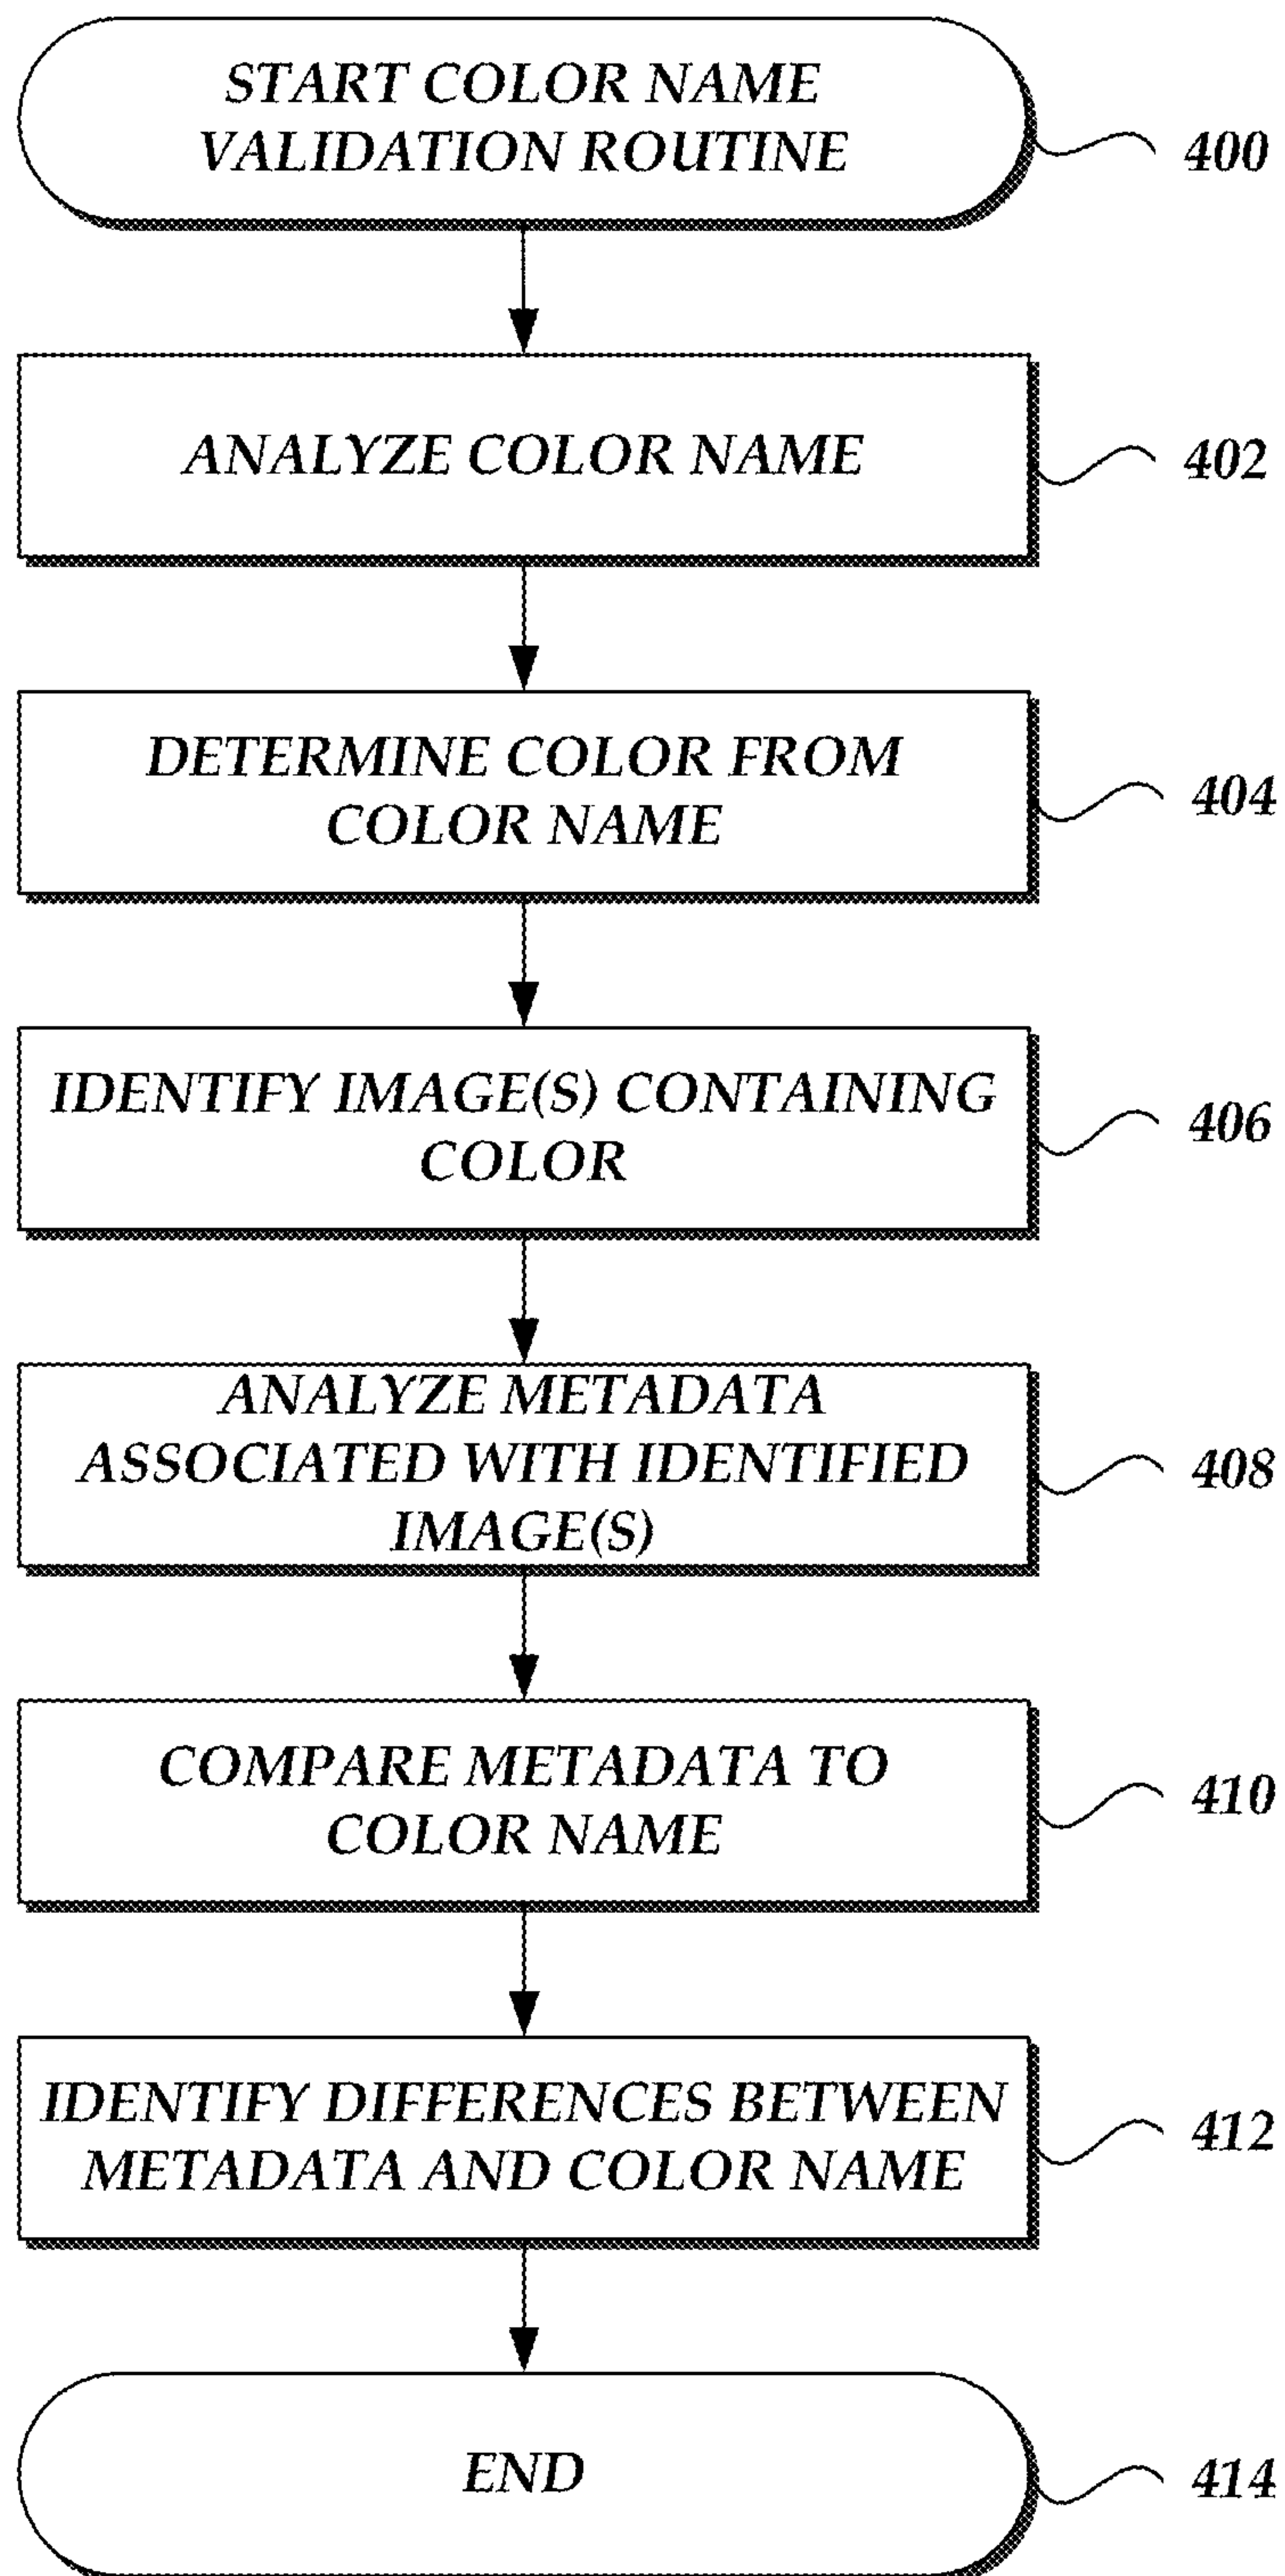 START COLOR NAME
VALIDATION ROUTINE
400
ANALYZE COLOR NAME
402
DETERMINE COLOR FROM
COLOR NAME
404
IDENTIFY IMAGE(S) CONTAINING
COLOR
406
ANALYZE METADATA
ASSOCIATED WITH IDENTIFIED
IMAGE(S)
408
COMPARE METADATA TO
COLOR NAME
410
IDENTIFY DIFFERENCES BETWEEN
METADATA AND COLOR NAME
412
END
414